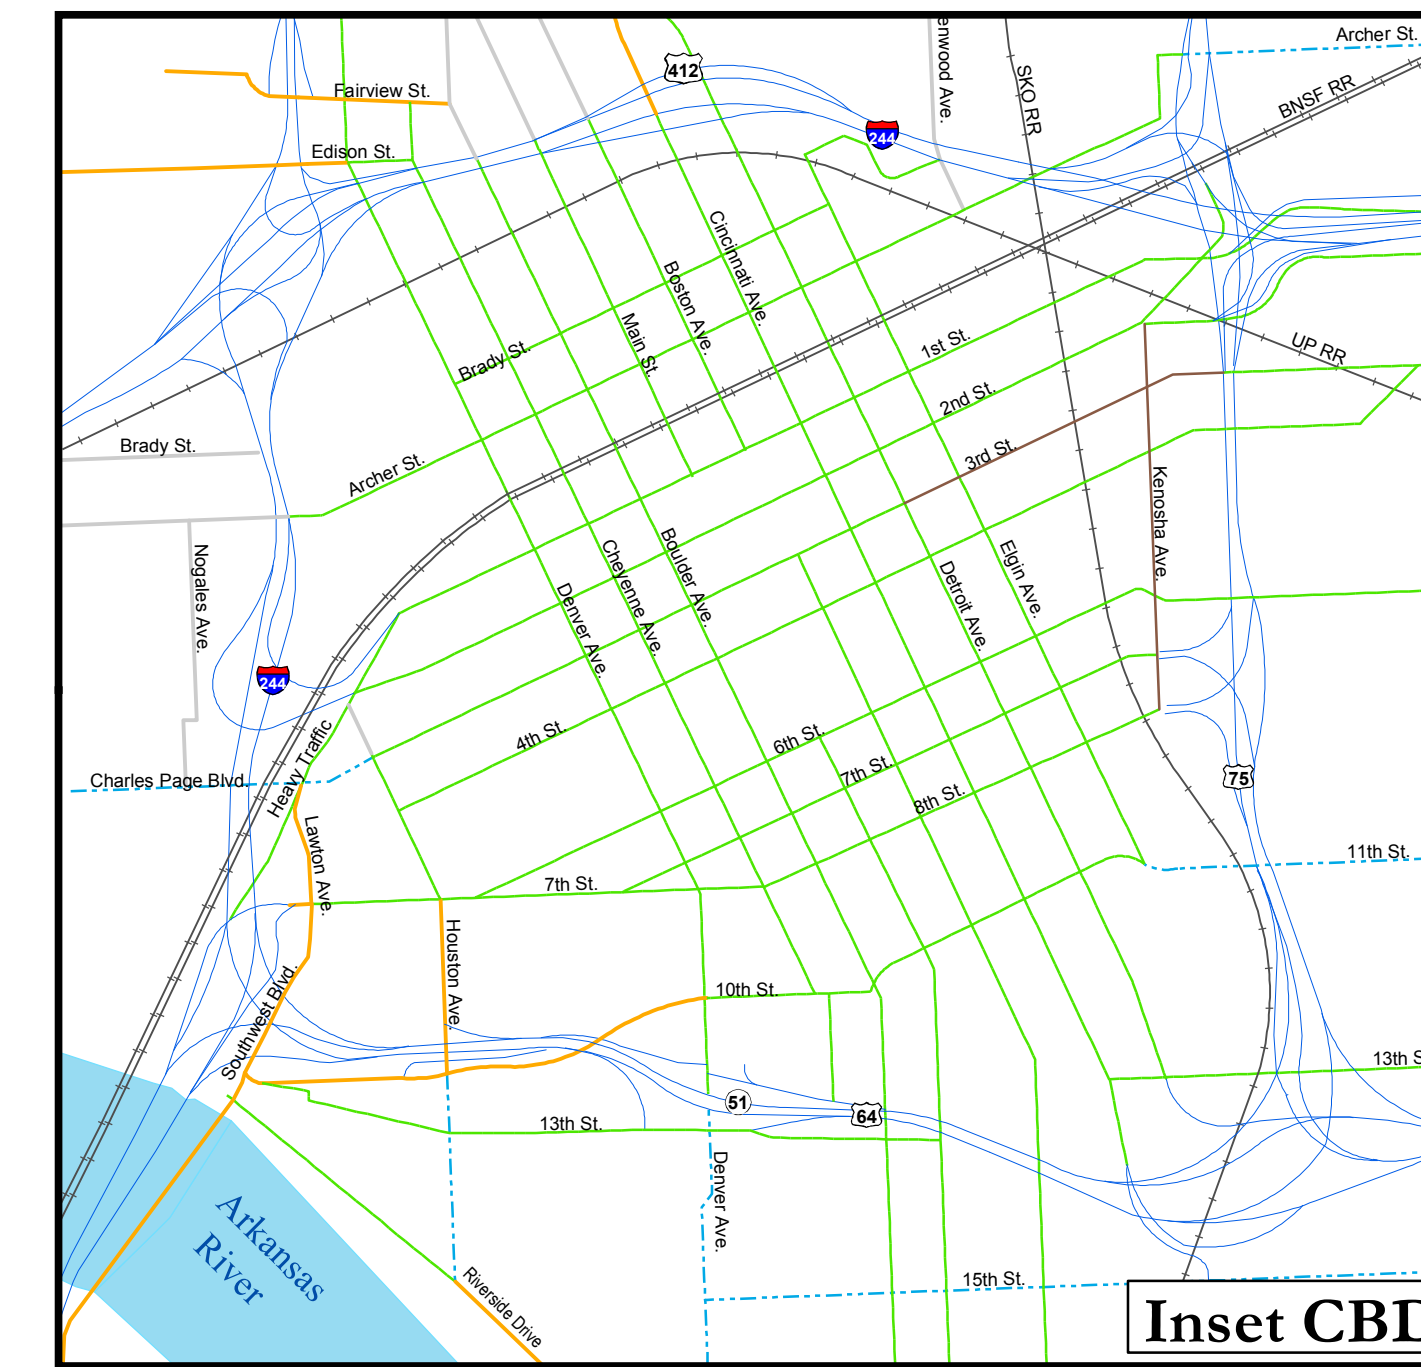 Archer St.
412
enwood Ave.
SKO RR
BNSF RR
Fairview St.
244
Edison St.
Cincinnati Ave.
Boston Ave.
Main St.
1st St.
UP RR
Brady St.
2nd St.
Brady St.
3rd St.
Archer St.
Kenosha Ave.
Nogales Ave.
Boulder Ave.
Cheyenne Ave.
Elgin Ave.
Detroit Ave.
Denver Ave.
244
4th St.
6th St.
Heavy Traffic
7th St.
75
Charles Page Blvd.
8th St.
Lawton Ave.
11th St.
7th St.
Houston Ave.
Southwest Blvd.
10th St.
13th S
51
64
13th St.
Denver Ave.
Arkansas
River
Riverside Drive
15th St.
Inset CBD